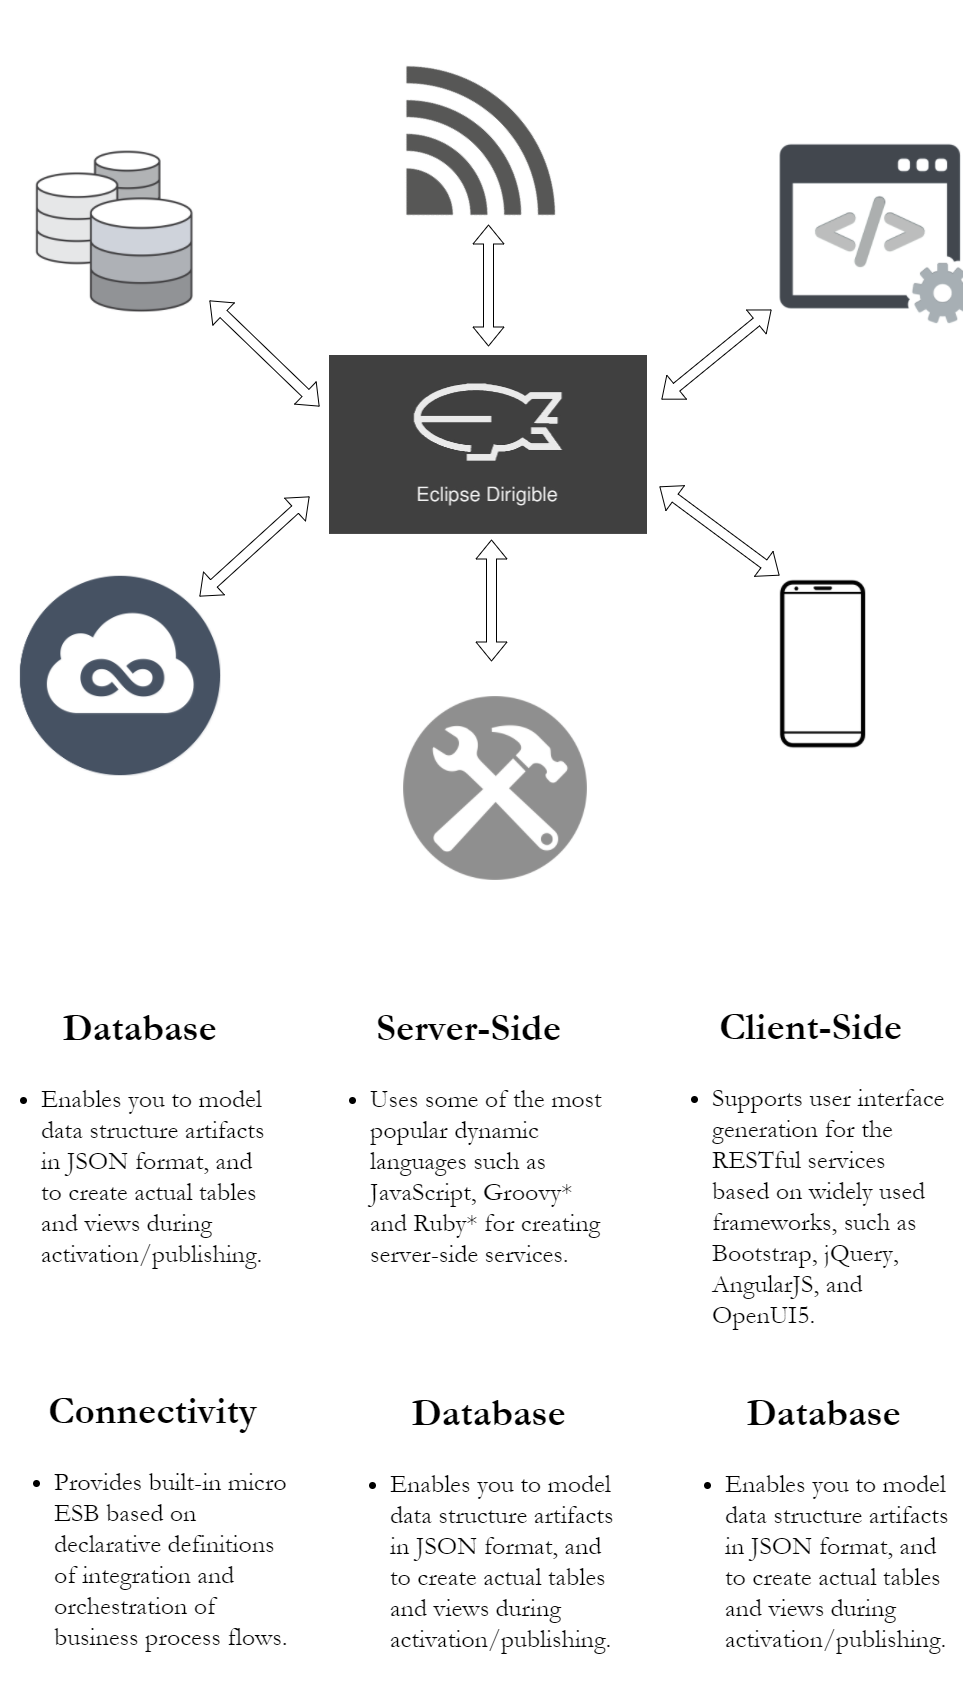 Eclipse Dirigible
Database
• Enables you to model
data structure artifacts
in JSON format, and
to create actual tables
and views during
activation/publishing.
Server-Side
• Uses some of the most
popular dynamic
languages such as
JavaScript, Groovy*
and Ruby* for creating
server-side services.
Client-Side
• Supports user interface
generation for the
RESTful services
based on widely used
frameworks, such as
Bootstrap, jQuery,
AngularJS, and
OpenUI5.
Connectivity
• Provides built-in micro
ESB based on
declarative definitions
of integration and
orchestration of
business process flows.
Database
• Enables you to model
data structure artifacts
in JSON format, and
to create actual tables
and views during
activation/publishing.
Database
• Enables you to model
data structure artifacts
in JSON format, and
to create actual tables
and views during
activation/publishing.